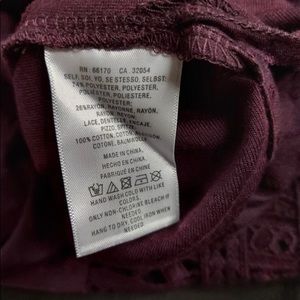 RN 66170 CA 32054
SELF, SOI, YO, SE STESSO, SELBST:
74% POLYESTER, POLYESTER,
POLYESTER, POLIESTERE,
POLYESTER
26%RAYON, RAYONNE, RAYON,
RAYON, REYON
LACE, DENTELLE, ENCAJE,
PIZZO, SPITZE
100% COTTON, COTON, ALGODON,
COTONE, BAUMWOLLE
MADE IN CHINA
HECHO EN CHINA
FABRIQUE EN CHINE
HAND WASH COLD WITH LIKE
COLORS
ONLY NON-CHLORINE BLEACH IF
NEEDED
HANG TO DRY, COOL IRON WHEN
NEEDED